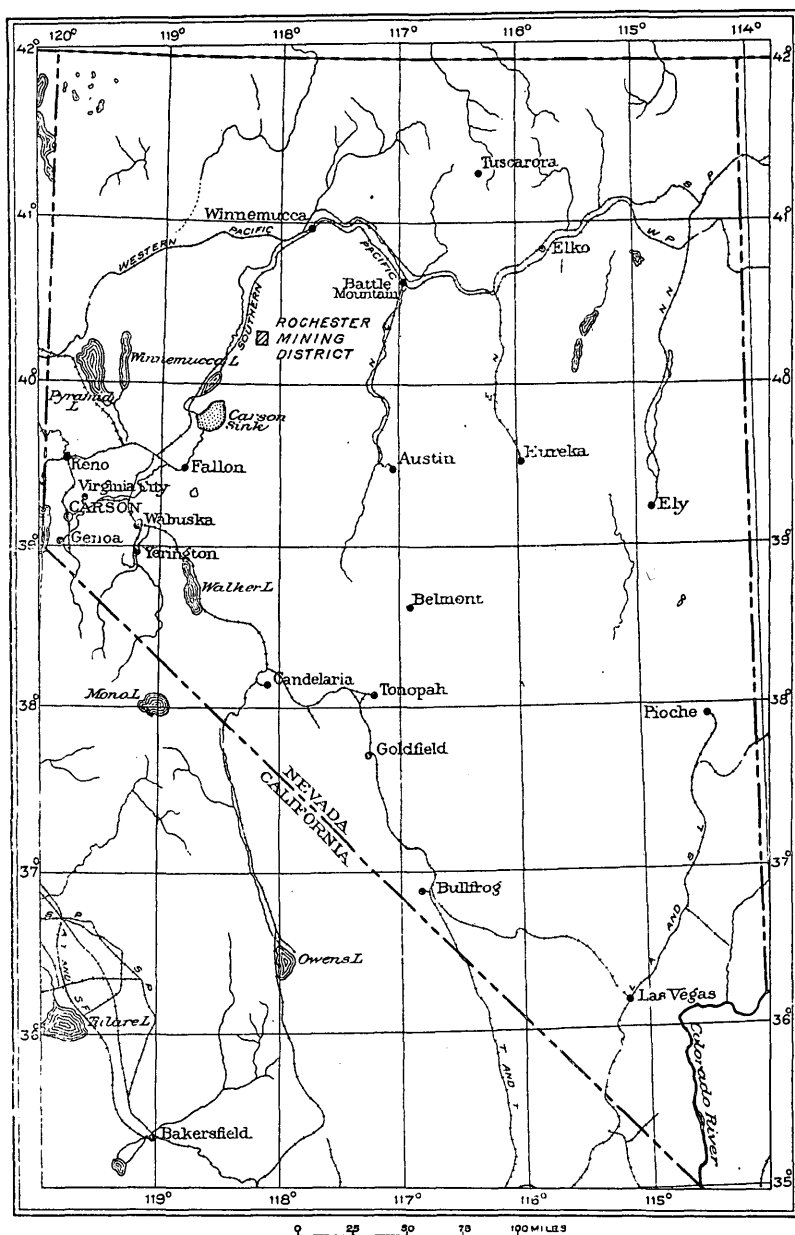 120° 119° 118° 117° 116° 115° 114°
42° 42°
Tuscarora
41° 41°
Winnemucca
WESTERN PACIFIC
PACIFIC
S P
W P
Elko
Battle
Mountain
SOUTHERN
N N
ROCHESTER
MINING
DISTRICT
Winnemucca L
40° 40°
Pyramid
L
Carson
Sink
Reno
Fallon
Austin
Eureka
Virginia City
CARSON
Wabuska
Ely
39° 39°
Genoa
Yerington
Walker L
Belmont
Candelaria
Tonopah
Mono L
38° 38°
Pioche
Goldfield
NEVADA
CALIFORNIA
37° 37°
Bullfrog
L A AND S L
S P
A T AND S F
S P
Owens L
Las Vegas
Tulare L
36° 36°
T AND T
Colorado River
Bakersfield
35° 35°
119° 118° 117° 116° 115°
0 25 50 75 100 MILES